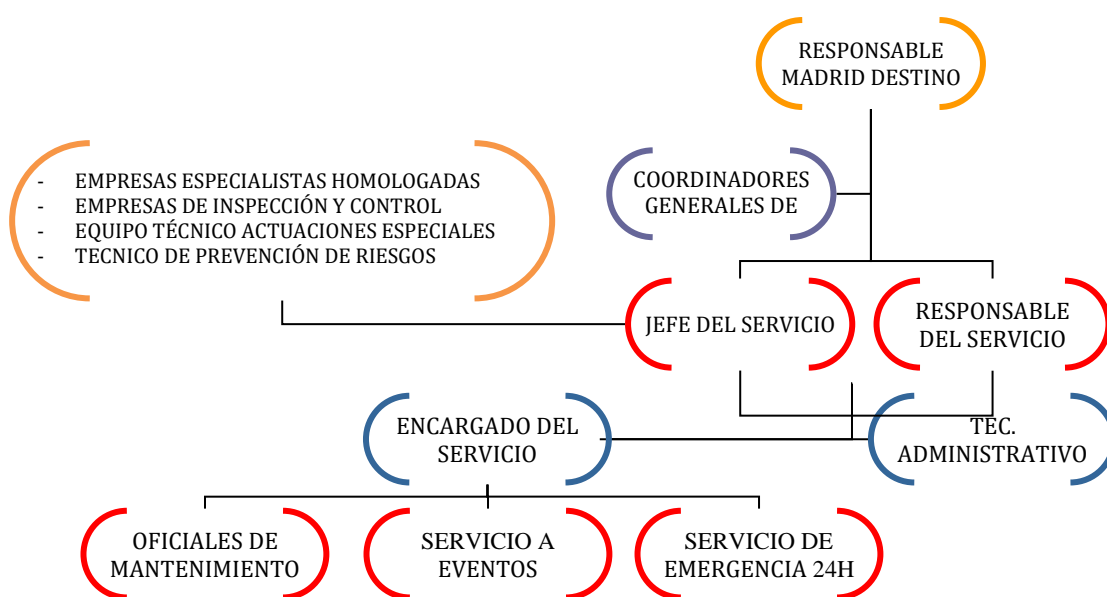 RESPONSABLE
MADRID DESTINO
- EMPRESAS ESPECIALISTAS HOMOLOGADAS
- EMPRESAS DE INSPECCIÓN Y CONTROL
- EQUIPO TÉCNICO ACTUACIONES ESPECIALES
- TECNICO DE PREVENCIÓN DE RIESGOS
COORDINADORES
GENERALES DE
JEFE DEL SERVICIO
RESPONSABLE
DEL SERVICIO
ENCARGADO DEL
SERVICIO
TEC.
ADMINISTRATIVO
OFICIALES DE
MANTENIMIENTO
SERVICIO A
EVENTOS
SERVICIO DE
EMERGENCIA 24H